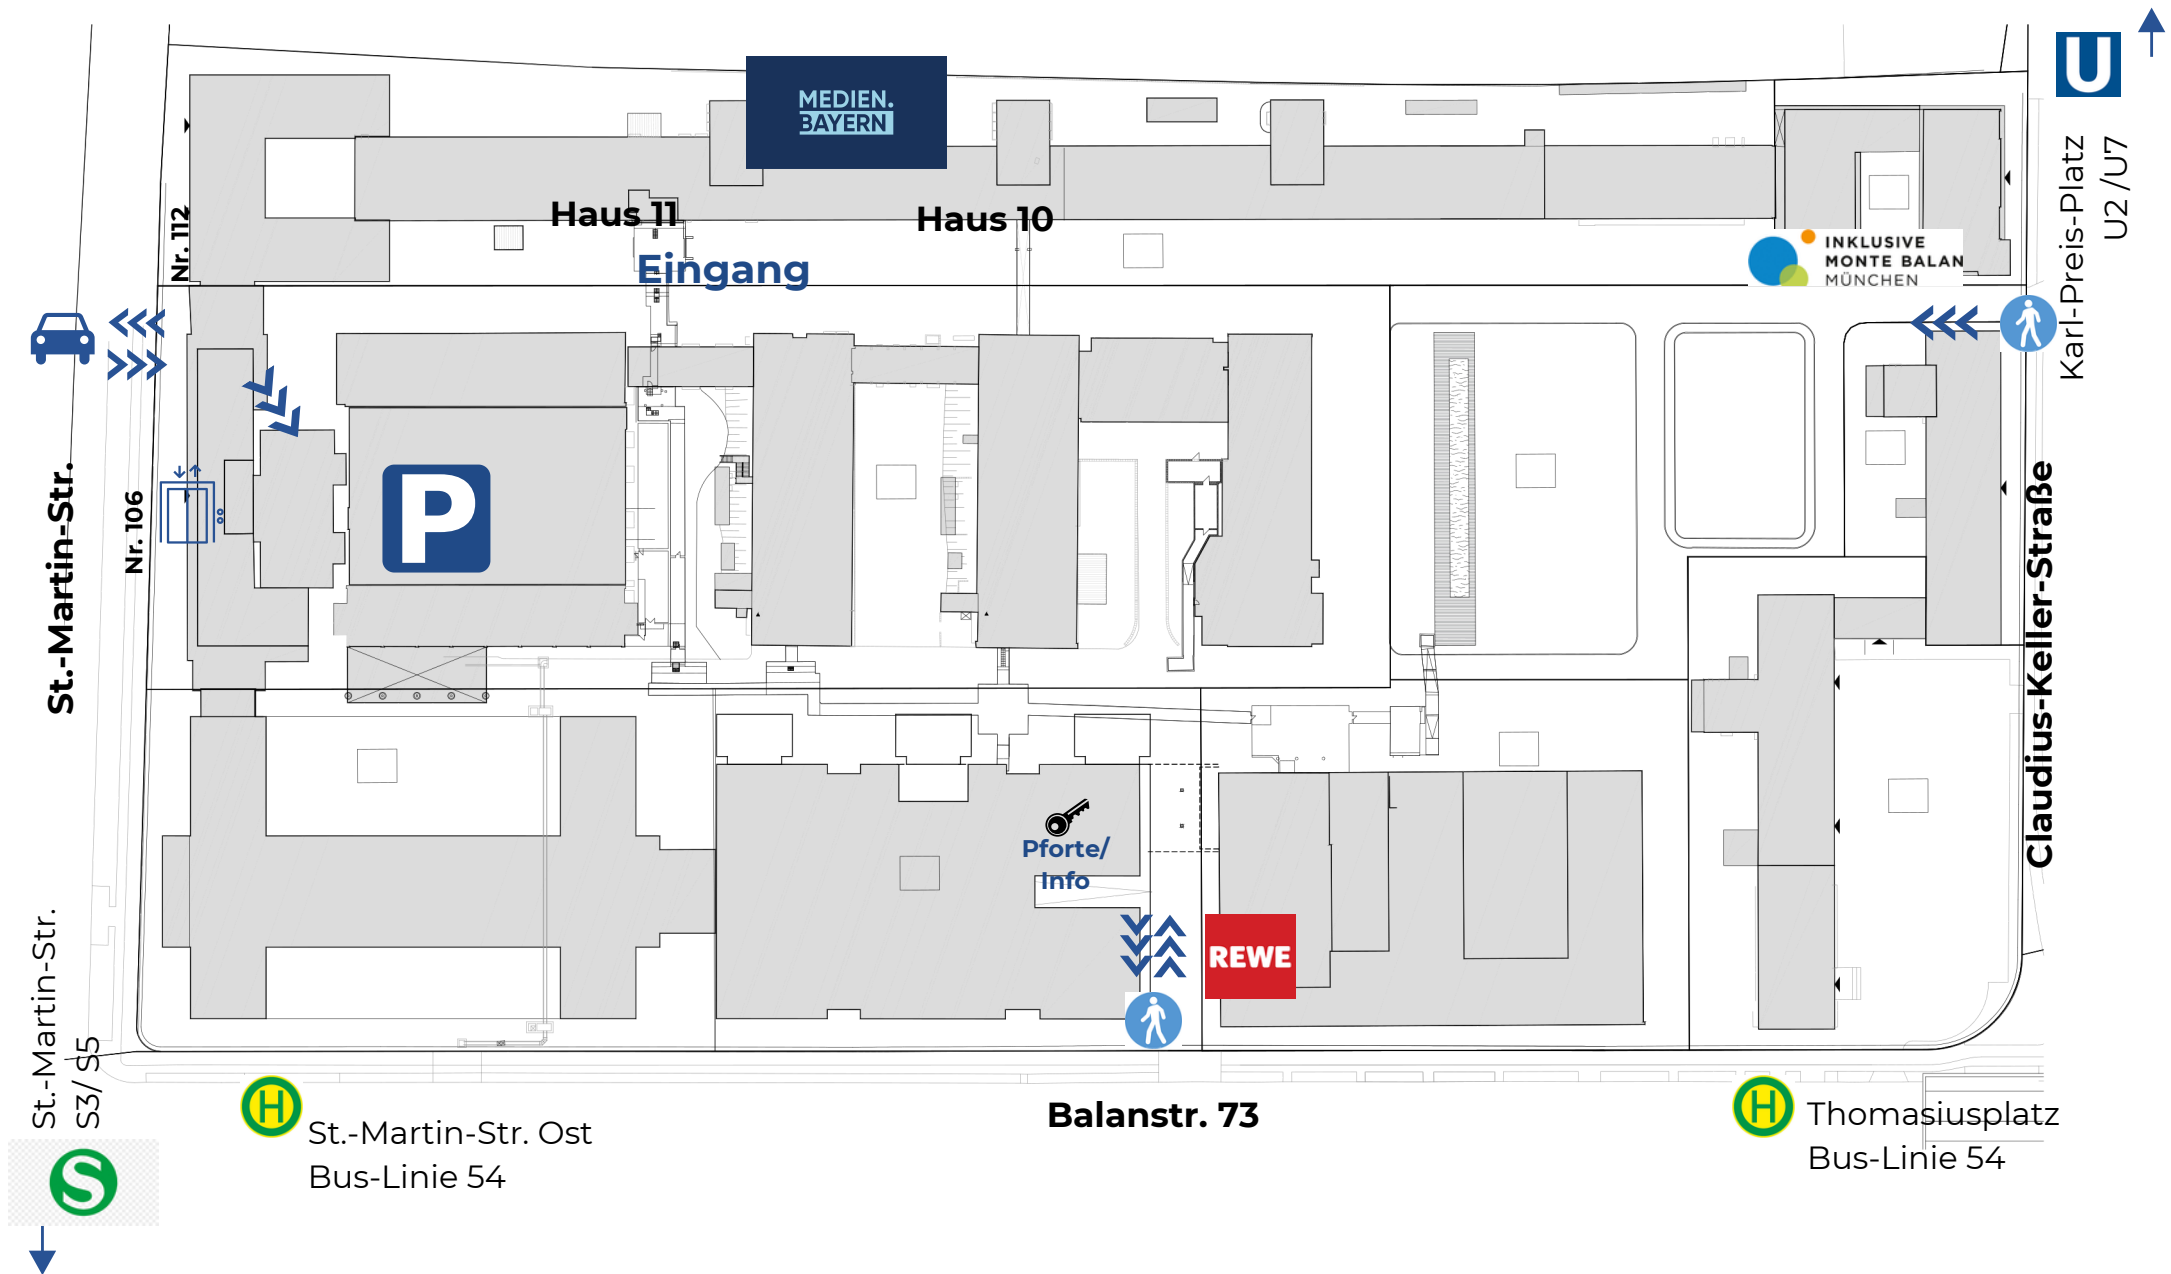 U
MEDIEN.
BAYERN
Karl-Preis-Platz
U2 /U7
Haus 11
Haus 10
Nr. 112
Eingang
INKLUSIVE
MONTE BALAN
MÜNCHEN
St.-Martin-Str.
Nr. 106
P
Claudius-Keller-Straße
Pforte/
Info
REWE
St.-Martin-Str.
S3/ S5
S
H
St.-Martin-Str. Ost
Bus-Linie 54
Balanstr. 73
H
Thomasiusplatz
Bus-Linie 54